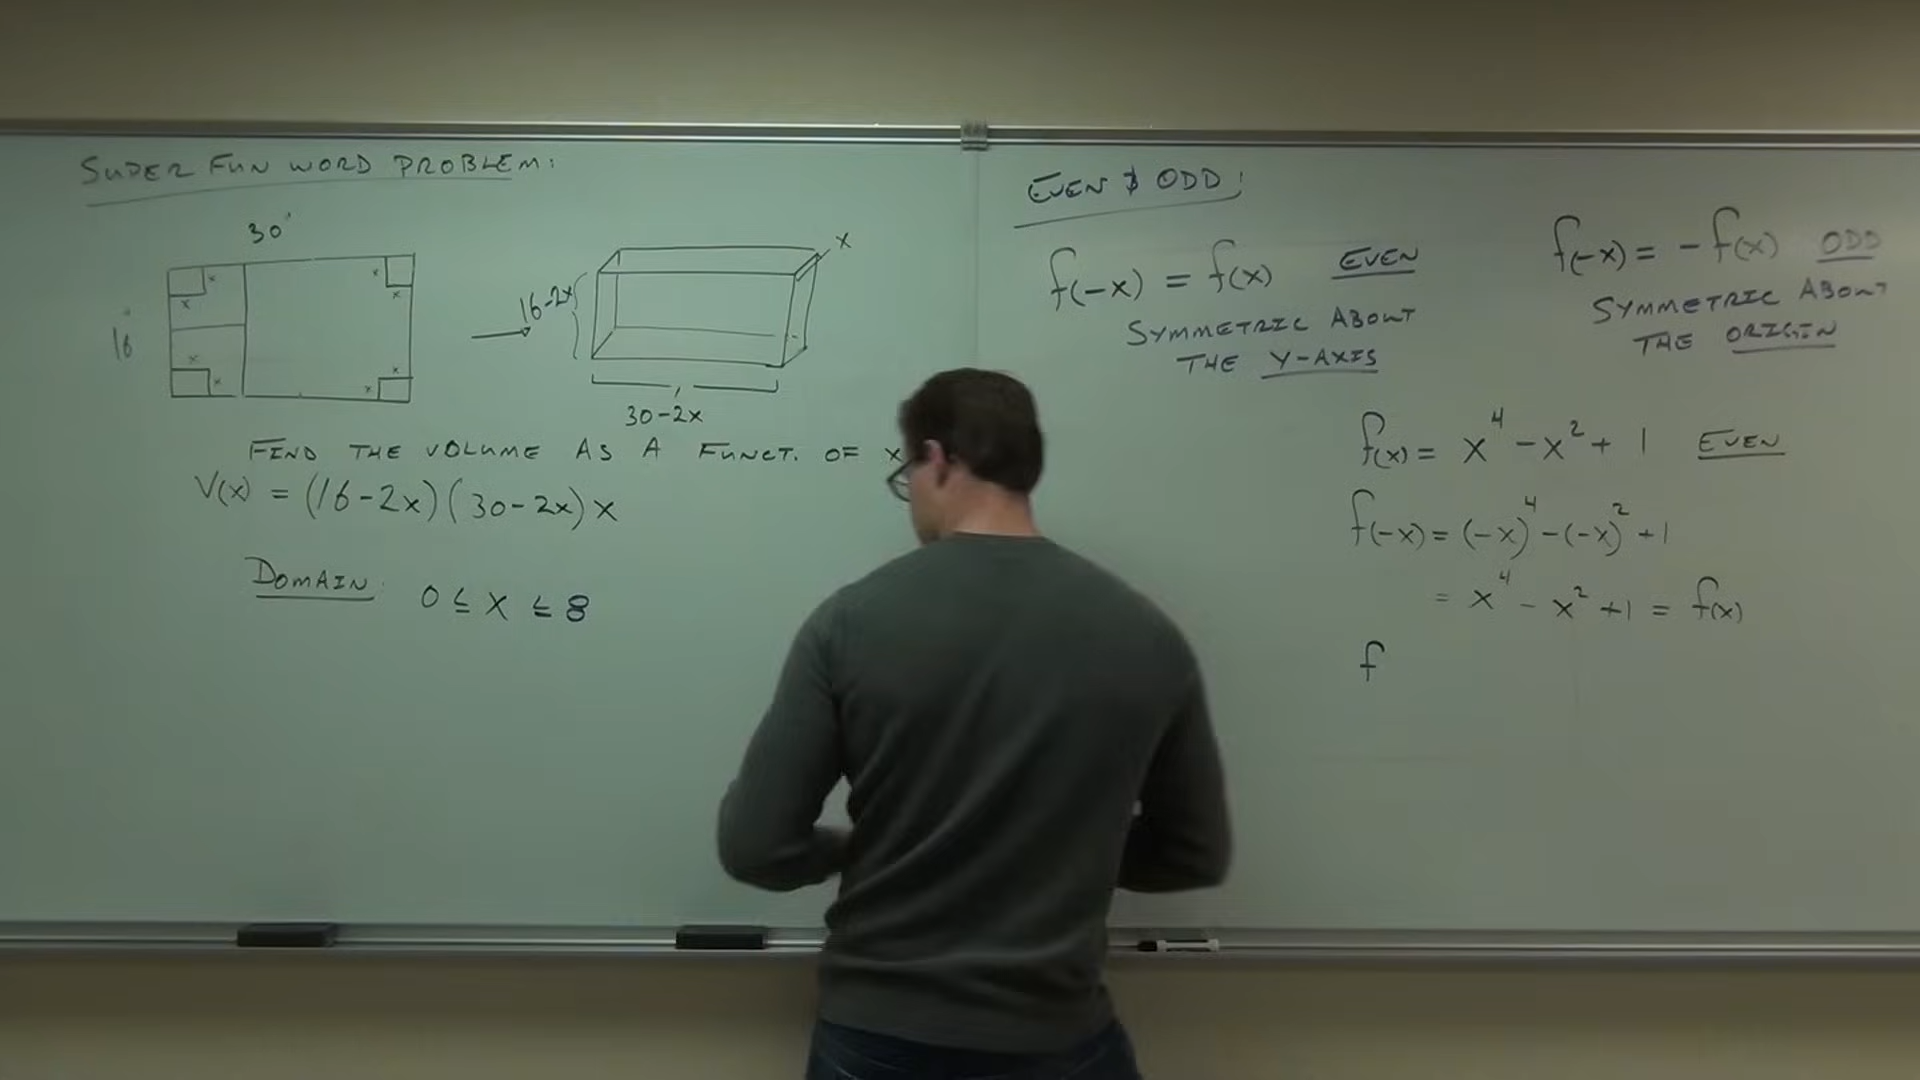 SUPER FUN WORD PROBLEM:
30"
x
x
x
x
16"
x
x
x
x
x
16-2x
30-2x
FIND THE VOLUME AS A FUNCT. OF x
V(x) = (16-2x)(30-2x)x
DOMAIN: 0 ≤ x ≤ 8
EVEN & ODD:
f(-x) = f(x) EVEN
SYMMETRIC ABOUT
THE Y-AXIS
f(-x) = -f(x) ODD
SYMMETRIC ABOUT
THE ORIGIN
f(x) = x⁴ - x² + 1 EVEN
f(-x) = (-x)⁴ - (-x)² + 1
= x⁴ - x² + 1 = f(x)
f